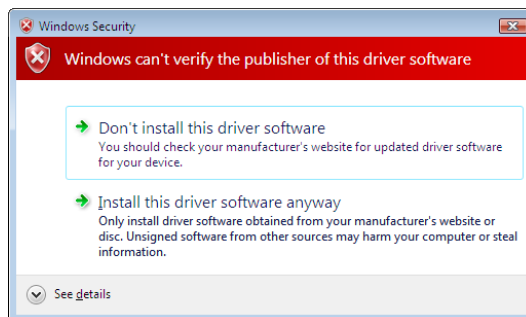 Windows Security
Windows can't verify the publisher of this driver software
Don't install this driver software
You should check your manufacturer's website for updated driver software
for your device.
Install this driver software anyway
Only install driver software obtained from your manufacturer's website or
disc. Unsigned software from other sources may harm your computer or steal
information.
See details